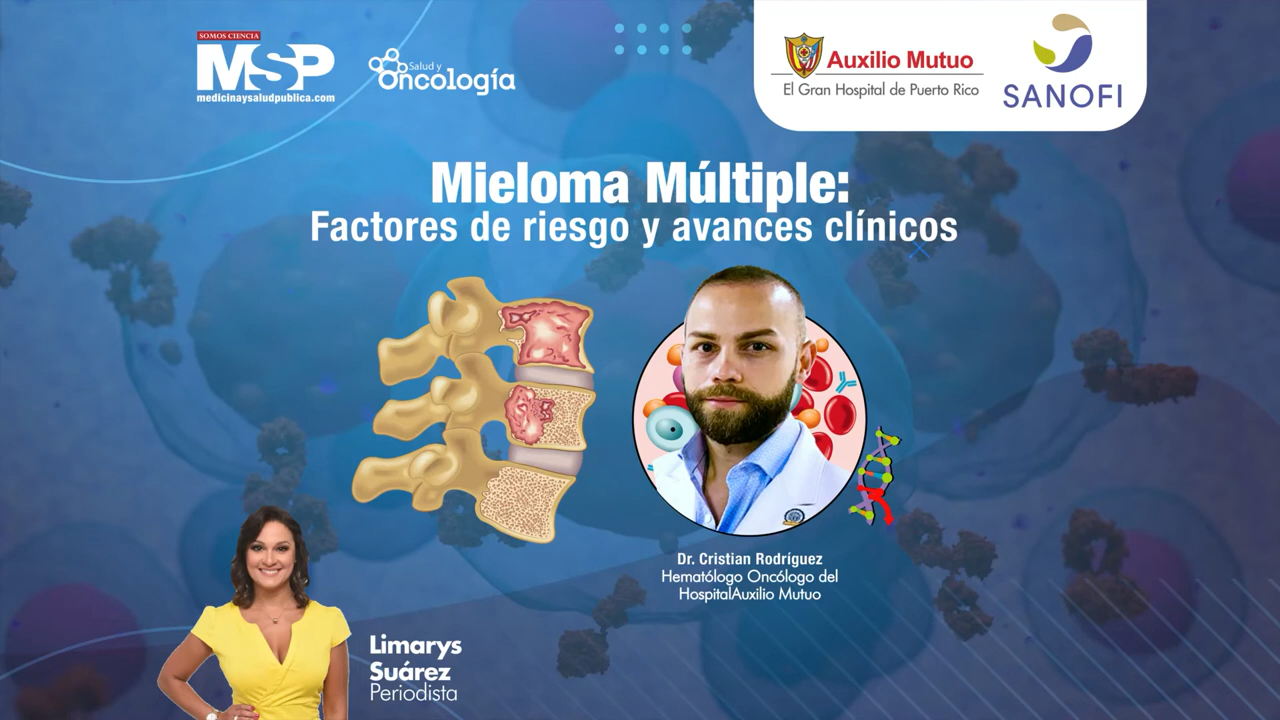 SOMOS CIENCIA
MSP
medicinaysaludpublica.com
Salud y
Oncología
Auxilio Mutuo
El Gran Hospital de Puerto Rico
SANOFI
Mieloma Múltiple:
Factores de riesgo y avances clínicos
Dr. Cristian Rodríguez
Hematólogo Oncólogo del
HospitalAuxilio Mutuo
Limarys
Suárez
Periodista